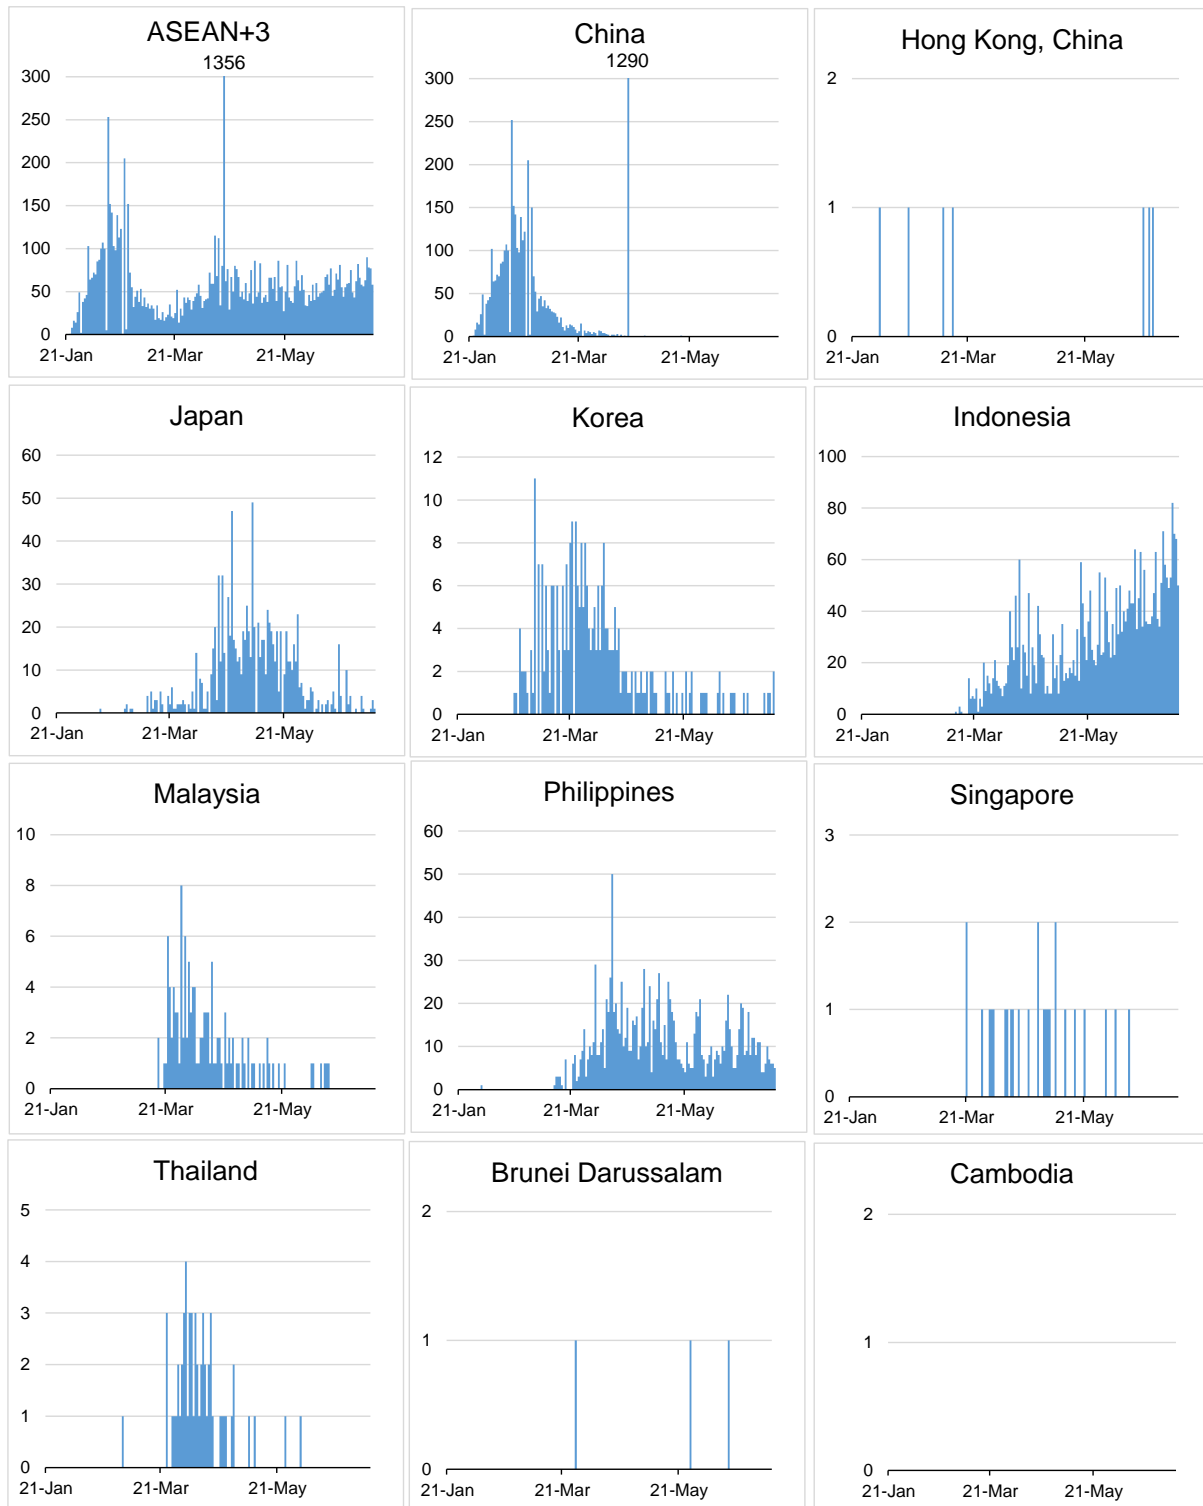 ASEAN+3
1356
300
250
200
150
100
50
0
21-Jan 21-Mar 21-May
China
1290
300
250
200
150
100
50
0
21-Jan 21-Mar 21-May
Hong Kong, China
2
1
0
21-Jan 21-Mar 21-May
Japan
60
50
40
30
20
10
0
21-Jan 21-Mar 21-May
Korea
12
10
8
6
4
2
0
21-Jan 21-Mar 21-May
Indonesia
100
80
60
40
20
0
21-Jan 21-Mar 21-May
Malaysia
10
8
6
4
2
0
21-Jan 21-Mar 21-May
Philippines
60
50
40
30
20
10
0
21-Jan 21-Mar 21-May
Singapore
3
2
1
0
21-Jan 21-Mar 21-May
Thailand
5
4
3
2
1
0
21-Jan 21-Mar 21-May
Brunei Darussalam
2
1
0
21-Jan 21-Mar 21-May
Cambodia
2
1
0
21-Jan 21-Mar 21-May